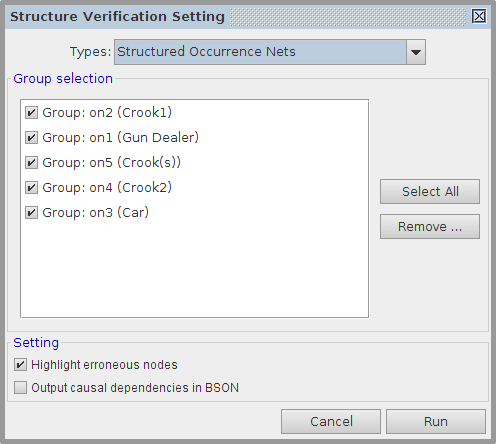 Structure Verification Setting
Types: Structured Occurrence Nets
Group selection
Group: on2 (Crook1)
Group: on1 (Gun Dealer)
Group: on5 (Crook(s))
Group: on4 (Crook2)
Group: on3 (Car)
Select All
Remove ...
Setting
Highlight erroneous nodes
Output causal dependencies in BSON
Cancel Run